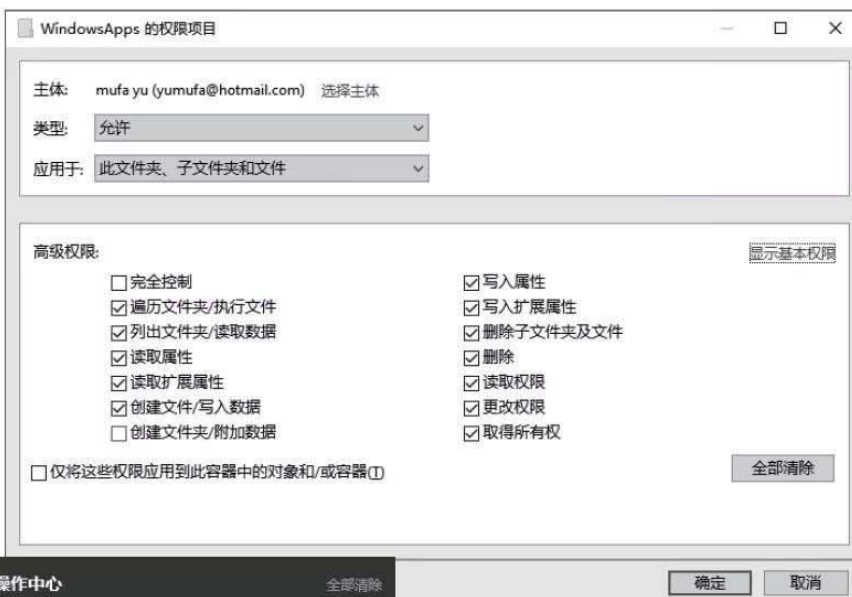 WindowsApps 的权限项目
主体: mufa yu (yumufa@hotmail.com) 选择主体
类型: 允许
应用于: 此文件夹、子文件夹和文件
高级权限: 显示基本权限
完全控制 写入属性
遍历文件夹/执行文件 写入扩展属性
列出文件夹/读取数据 删除子文件夹及文件
读取属性 删除
读取扩展属性 读取权限
创建文件/写入数据 更改权限
创建文件夹/附加数据 取得所有权
仅将这些权限应用到此容器中的对象和/或容器(T)
全部清除
操作中心 全部清除
确定 取消